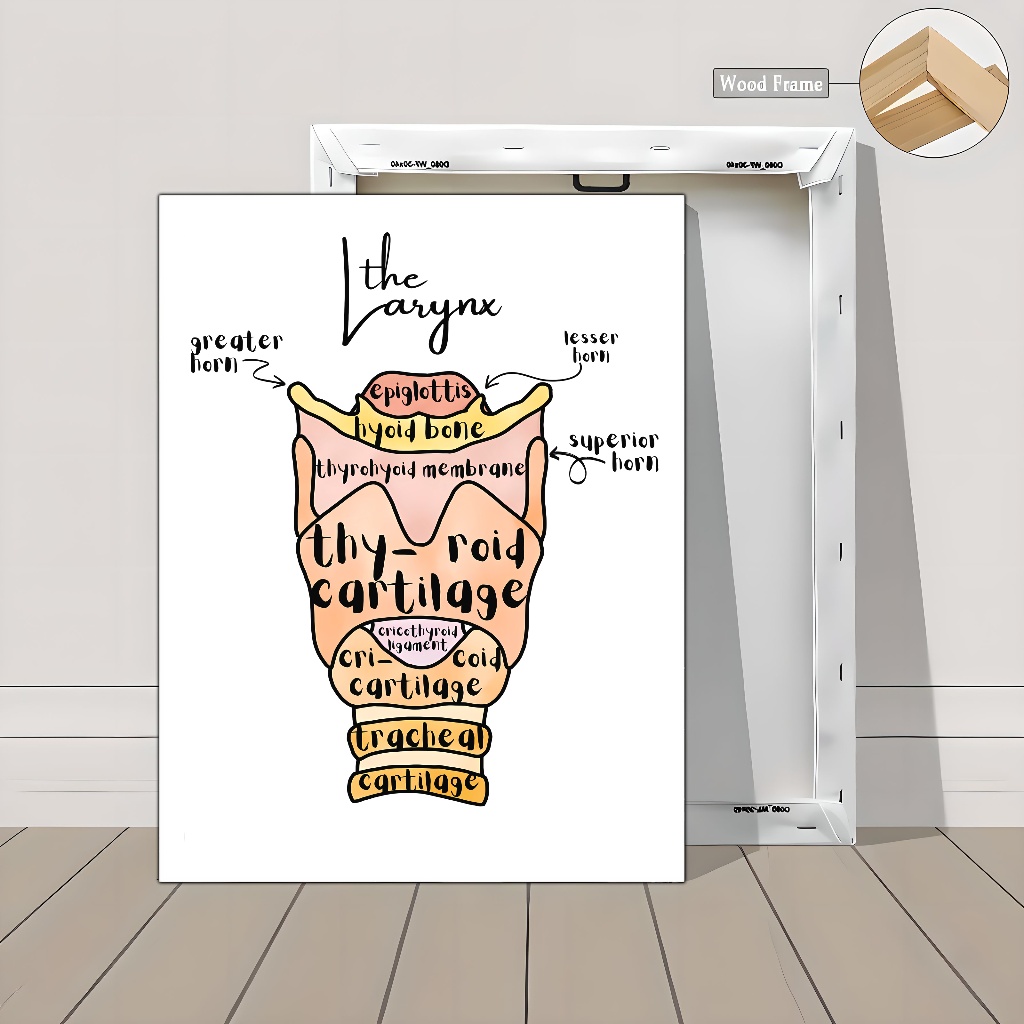 Wood Frame
the
Larynx
greater
horn
lesser
horn
epiglottis
hyoid bone
superior
horn
thyrohyoid membrane
thy- roid
cartilage
cricothyroid
ligament
cri- coid
cartilage
tracheal
cartilage